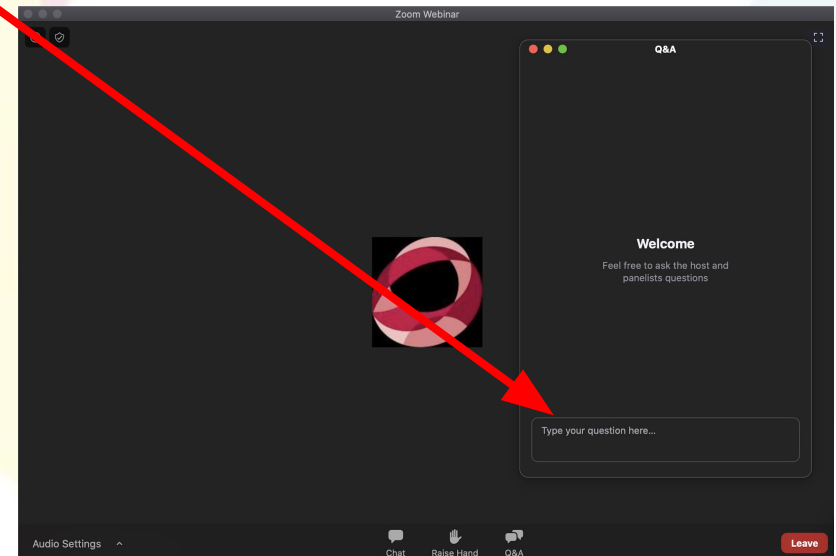 Zoom Webinar
Q&A
Welcome
Feel free to ask the host and
panelists questions
Type your question here...
Audio Settings
Chat
Raise Hand
Q&A
Leave